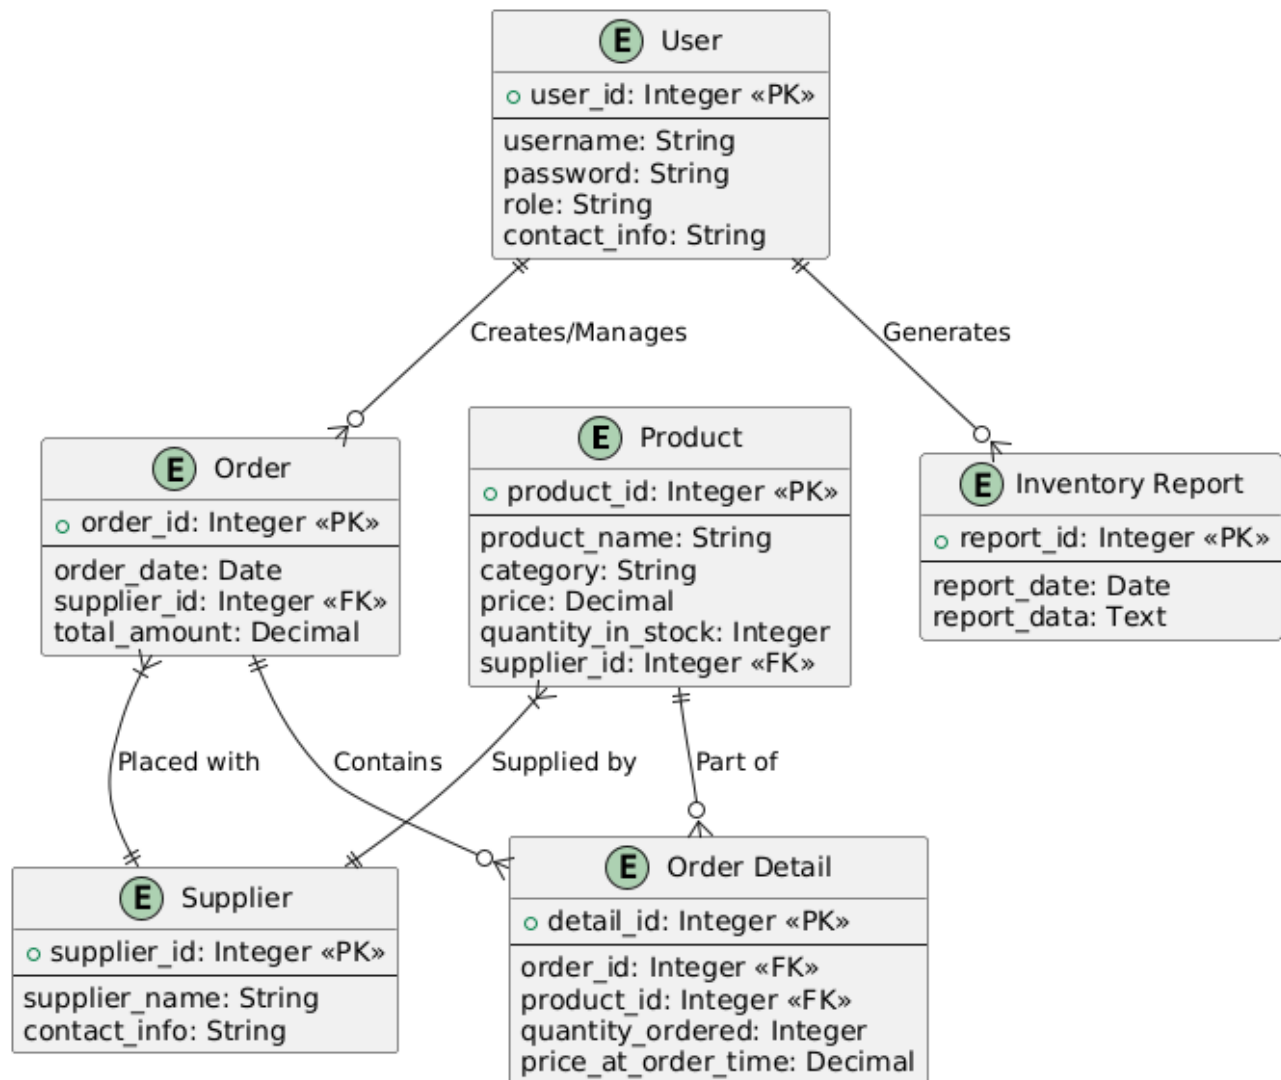 E User
user_id: Integer «PK»
username: String
password: String
role: String
contact_info: String
Creates/Manages
Generates
E Order
order_id: Integer «PK»
order_date: Date
supplier_id: Integer «FK»
total_amount: Decimal
E Product
product_id: Integer «PK»
product_name: String
category: String
price: Decimal
quantity_in_stock: Integer
supplier_id: Integer «FK»
E Inventory Report
report_id: Integer «PK»
report_date: Date
report_data: Text
Placed with
Contains
Supplied by
Part of
E Supplier
supplier_id: Integer «PK»
supplier_name: String
contact_info: String
E Order Detail
detail_id: Integer «PK»
order_id: Integer «FK»
product_id: Integer «FK»
quantity_ordered: Integer
price_at_order_time: Decimal